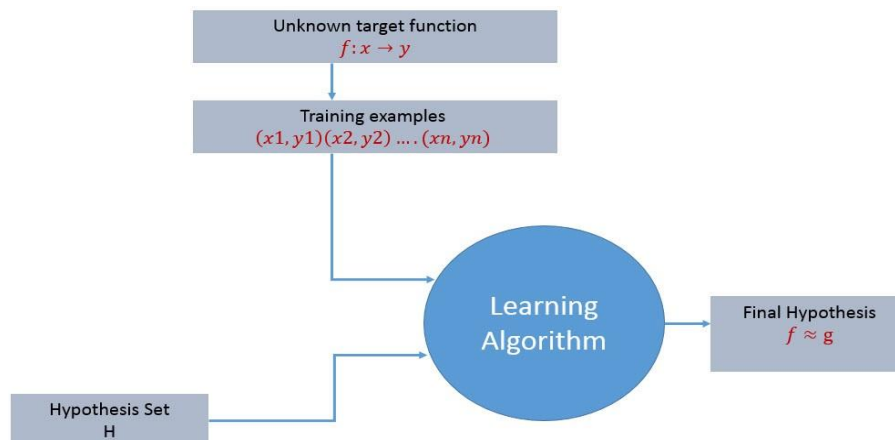 Unknown target function
f: x → y
Training examples
(x1, y1)(x2, y2) .... (xn, yn)
Learning
Algorithm
Final Hypothesis
f ≈ g
Hypothesis Set
H